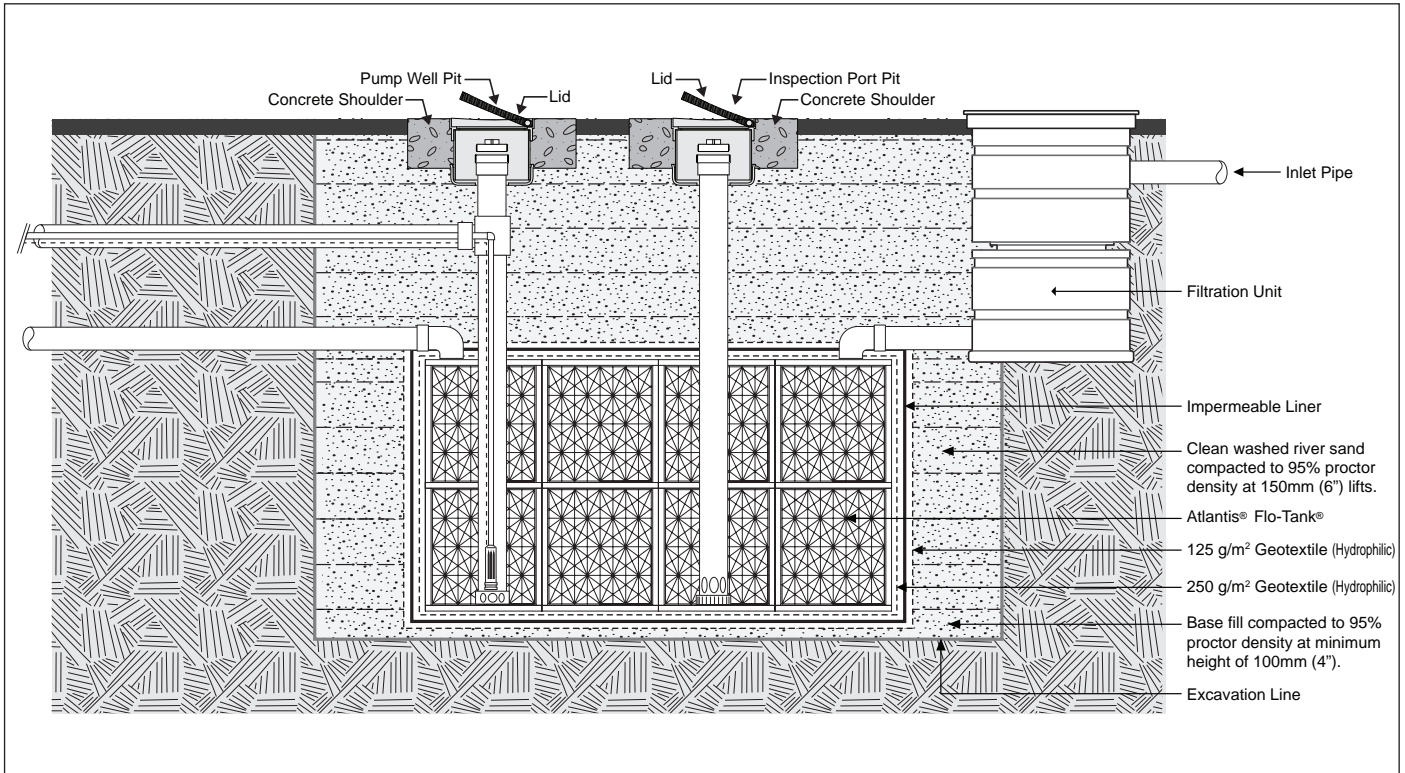 Pump Well Pit
Lid
Concrete Shoulder
Lid
Inspection Port Pit
Concrete Shoulder
Inlet Pipe
Filtration Unit
Impermeable Liner
Clean washed river sand
compacted to 95% proctor
density at 150mm (6”) lifts.
Atlantis® Flo-Tank®
125 g/m² Geotextile (Hydrophilic)
250 g/m² Geotextile (Hydrophilic)
Base fill compacted to 95%
proctor density at minimum
height of 100mm (4”).
Excavation Line